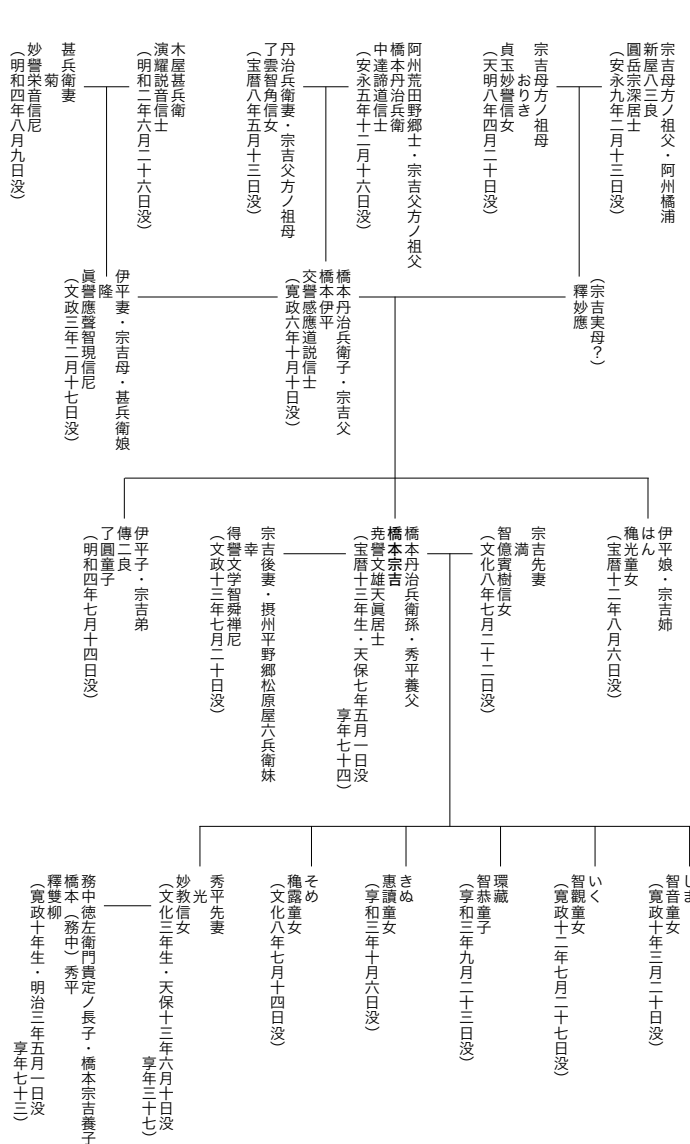 宗吉母方ノ祖父・阿州橘浦
新屋八三良
圓岳宗深居士
（安永九年二月十三日没）
宗吉母方ノ祖母
おりき
貞玉妙譽信女
（天明八年四月二十日没）
阿州荒田野郷士・宗吉父方ノ祖父
橋本丹治兵衛
中達諦道信士
（安永五年十二月十六日没）
丹治兵衛妻・宗吉父方ノ祖母
了雲智角信女
（宝暦八年五月十三日没）
木屋甚兵衛
演耀説音信士
（明和二年六月二十六日没）
甚兵衛妻
菊
妙譽栄音信尼
（明和四年八月九日没）
（宗吉実母？）
釋妙應
橋本丹治兵衛子・宗吉父
橋本伊平
交譽感應道説信士
（寛政六年十月十日没）
伊平妻・宗吉母・甚兵衛娘
隆
眞譽應聲智現信尼
（文政三年二月十七日没）
伊平娘・宗吉姉
はん
穐光童女
（宝暦十二年八月六日没）
宗吉先妻
満
智億賓樹信女
（文化八年七月二十二日没）
橋本丹治兵衛孫・秀平養父
橋本宗吉
尭譽文雄天眞居士
（宝暦十三年生・天保七年五月一日没
享年七十四）
宗吉後妻・摂州平野郷松原屋六兵衛妹
幸
得譽文学智舜禅尼
（文政十三年七月二十日没）
伊平子・宗吉弟
傳二良
了圓童子
（明和四年七月十四日没）
しま
智音童女
（寛政十年三月二十日没）
いく
智觀童女
（寛政十二年七月二十七日没）
環藏
智恭童子
（享和三年九月二十三日没）
きぬ
惠讀童女
（享和三年十月六日没）
そめ
穐露童女
（文化八年七月十四日没）
秀平先妻
光
妙教信女
（文化三年生・天保十三年六月十日没
享年三十七）
務中徳左衛門貴定ノ長子・橋本宗吉養子
橋本（務中）秀平
釋雙柳
（寛政十年生・明治三年五月一日没
享年七十三）